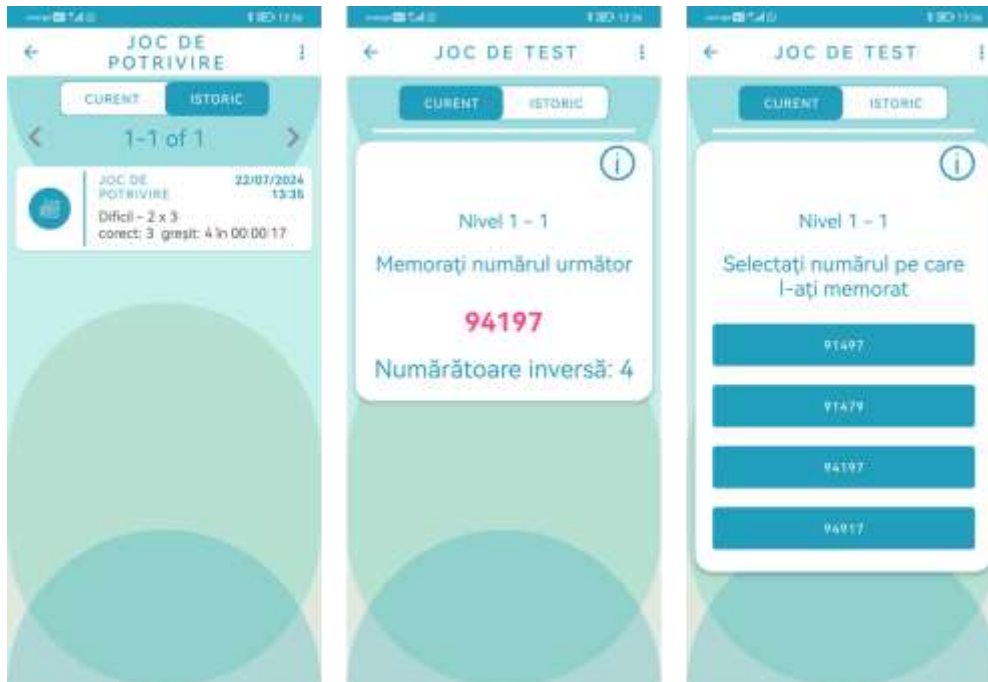 JOC DE
POTRIVIRE
CURENT ISTORIC
1-1 of 1
JOC DE
POTRIVIRE
22/07/2024
13:35
Dificil - 2 x 3
corect: 3 greșit: 4 în 00:00:17
JOC DE TEST
CURENT ISTORIC
Nivel 1 - 1
Memorați numărul următor
94197
Numărătoare inversă: 4
JOC DE TEST
CURENT ISTORIC
Nivel 1 - 1
Selectați numărul pe care
l-ați memorat
91497
91479
94197
94917